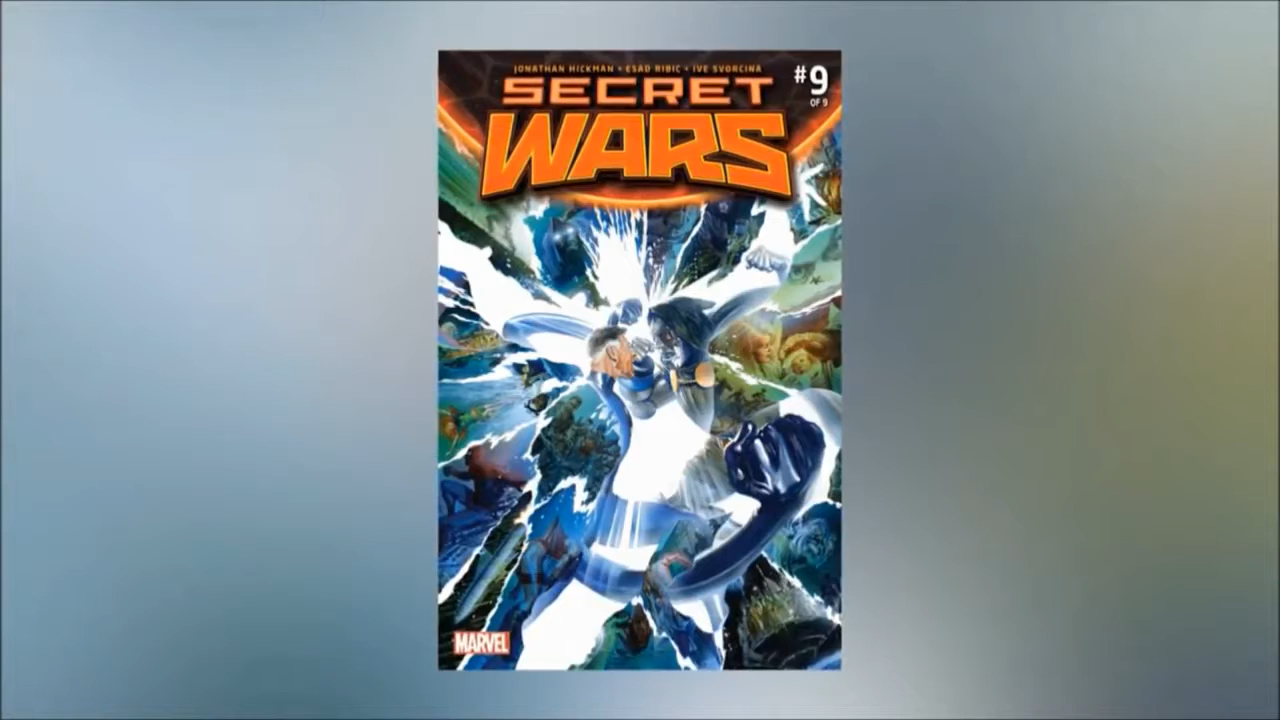 JONATHAN HICKMAN • ESAD RIBIC • IVE SVORCINA
SECRET
WARS
#9
OF 9
MARVEL